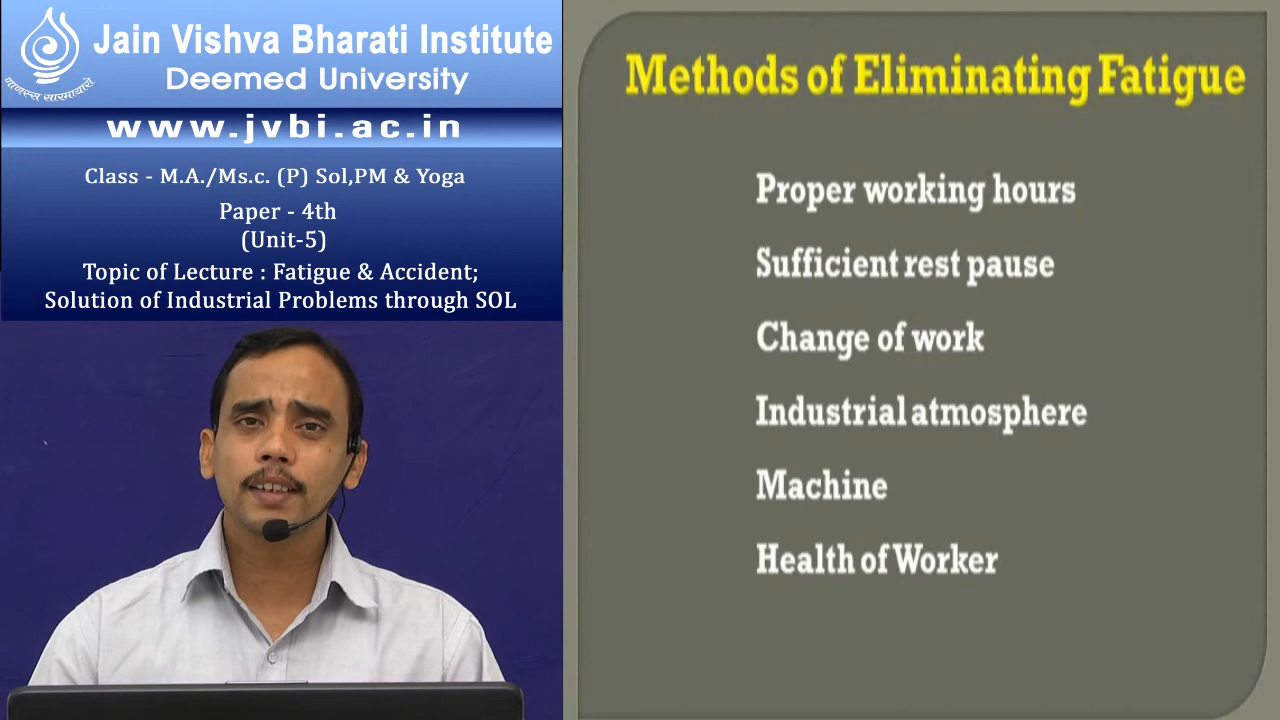 Jain Vishva Bharati Institute
Deemed University
णाणस्स सारमायारो
www.jvbi.ac.in
Class - M.A./Ms.c. (P) Sol,PM & Yoga
Paper - 4th
(Unit-5)
Topic of Lecture : Fatigue & Accident;
Solution of Industrial Problems through SOL
Methods of Eliminating Fatigue
Proper working hours
Sufficient rest pause
Change of work
Industrial atmosphere
Machine
Health of Worker